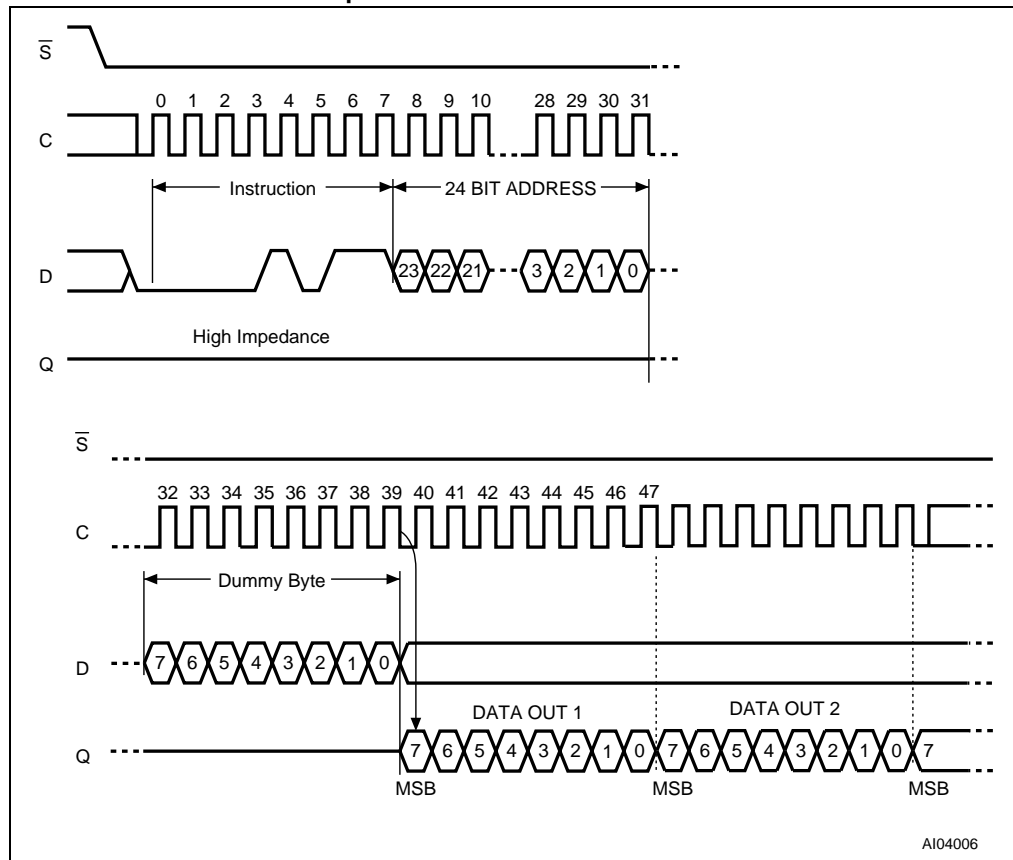 S
0 1 2 3 4 5 6 7 8 9 10 28 29 30 31
C
Instruction 24 BIT ADDRESS
D 23 22 21 3 2 1 0
High Impedance
Q
S
32 33 34 35 36 37 38 39 40 41 42 43 44 45 46 47
C
Dummy Byte
D 7 6 5 4 3 2 1 0
DATA OUT 1 DATA OUT 2
Q 7 6 5 4 3 2 1 0 7 6 5 4 3 2 1 0 7
MSB MSB MSB
AI04006